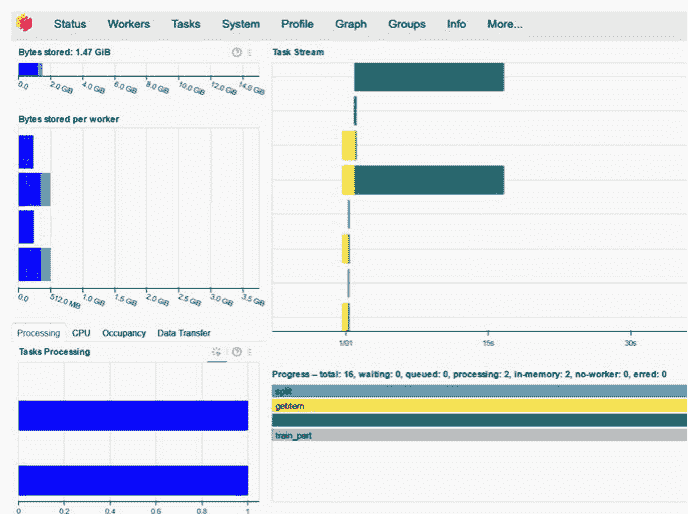 Status Workers Tasks System Profile Graph Groups Info More...
Bytes stored: 1.47 GiB
0.0 2.0 GiB 4.0 GiB 6.0 GiB 8.0 GiB 10.0 GiB 12.0 GiB 14.0 GiB
Bytes stored per worker
0.0 512.0 MiB 1.0 GiB 1.5 GiB 2.0 GiB 2.5 GiB 3.0 GiB 3.5 GiB
Processing CPU Occupancy Data Transfer
Tasks Processing
0 0.2 0.4 0.6 0.8 1
Task Stream
1/01 15s 30s
Progress -- total: 16, waiting: 0, queued: 0, processing: 2, in-memory: 2, no-worker: 0, erred: 0
split
getitem
train_part